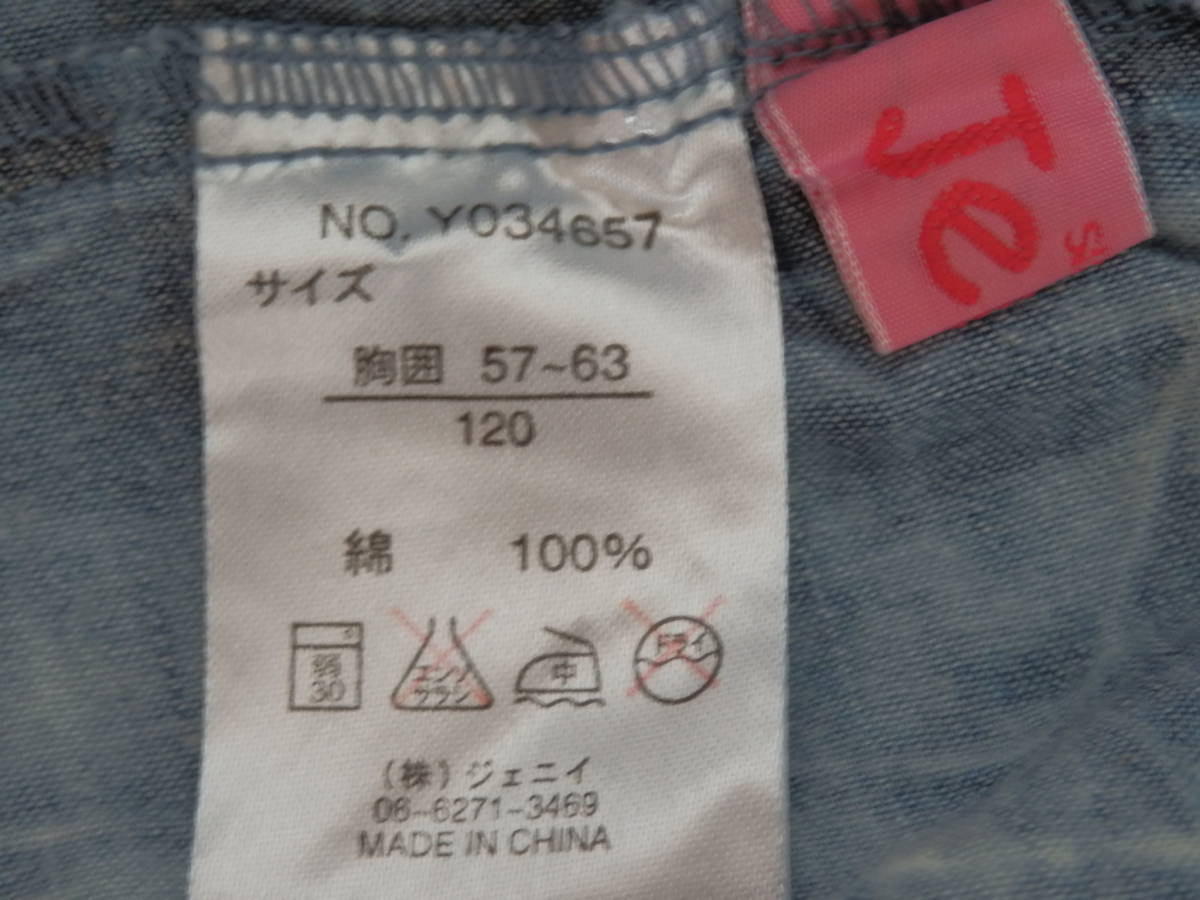 NO. Y034657
サイズ
胸囲 57~63
120
綿 100%
弱
30
エンソ
サラシ
中
ドライ
(株)ジェニイ
06-6271-3469
MADE IN CHINA
Je